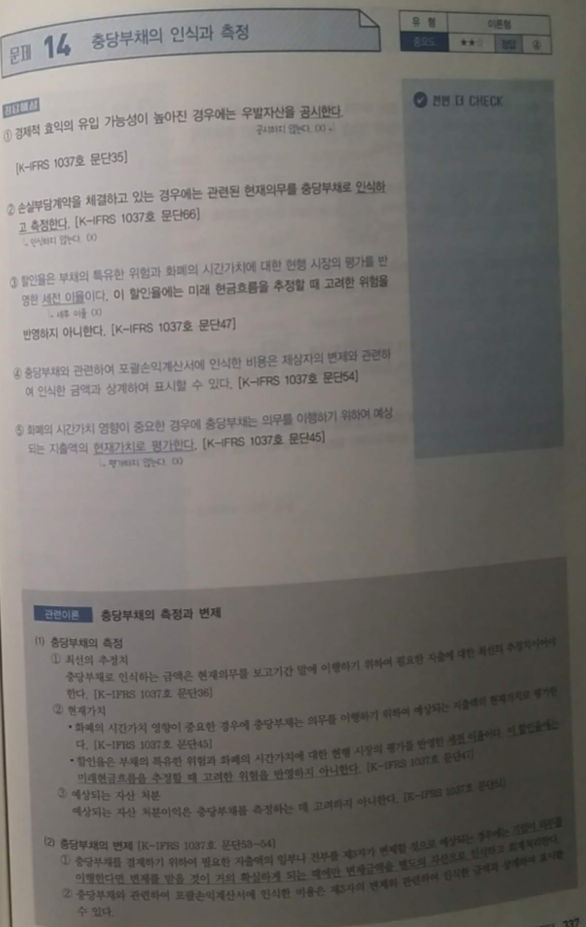 문제 14 충당부채의 인식과 측정
유 형 이론형
중요도 ★★☆ 정답 ④
정답해설
한번 더 CHECK
① 경제적 효익의 유입 가능성이 높아진 경우에는 우발자산을 공시한다.
공시하지 않는다. (X)
[K-IFRS 1037호 문단35]
② 손실부담계약을 체결하고 있는 경우에는 관련된 현재의무를 충당부채로 인식하
고 측정한다. [K-IFRS 1037호 문단66]
인식하지 않는다. (X)
③ 할인율은 부채의 특유한 위험과 화폐의 시간가치에 대한 현행 시장의 평가를 반
영한 세전 이율이다. 이 할인율에는 미래 현금흐름을 추정할 때 고려한 위험을
세후 이율 (X)
반영하지 아니한다. [K-IFRS 1037호 문단47]
④ 충당부채와 관련하여 포괄손익계산서에 인식한 비용은 제삼자의 변제와 관련하
여 인식한 금액과 상계하여 표시할 수 있다. [K-IFRS 1037호 문단54]
⑤ 화폐의 시간가치 영향이 중요한 경우에 충당부채는 의무를 이행하기 위하여 예상
되는 지출액의 현재가치로 평가한다. [K-IFRS 1037호 문단45]
평가하지 않는다. (X)
관련이론 충당부채의 측정과 변제
(1) 충당부채의 측정
① 최선의 추정치
충당부채로 인식하는 금액은 현재의무를 보고기간 말에 이행하기 위하여 필요한 지출에 대한 최선의 추정치이어야
한다. [K-IFRS 1037호 문단36]
② 현재가치
• 화폐의 시간가치 영향이 중요한 경우에 충당부채는 의무를 이행하기 위하여 예상되는 지출액의 현재가치로 평가한
다. [K-IFRS 1037호 문단45]
• 할인율은 부채의 특유한 위험과 화폐의 시간가치에 대한 현행 시장의 평가를 반영한 세전 이율이다. 이 할인율에는
미래현금흐름을 추정할 때 고려한 위험을 반영하지 아니한다. [K-IFRS 1037호 문단47]
③ 예상되는 자산 처분
예상되는 자산 처분이익은 충당부채를 측정하는 데 고려하지 아니한다. [K-IFRS 1037호 문단51]
(2) 충당부채의 변제 [K-IFRS 1037호 문단53~54]
① 충당부채를 결제하기 위하여 필요한 지출액의 일부나 전부를 제3자가 변제할 것으로 예상되는 경우에는 기업이 의무를
이행한다면 변제를 받을 것이 거의 확실하게 되는 때에만 변제금액을 별도의 자산으로 인식하고 회계처리한다.
② 충당부채와 관련하여 포괄손익계산서에 인식한 비용은 제3자의 변제와 관련하여 인식한 금액과 상계하여 표시할
수 있다.